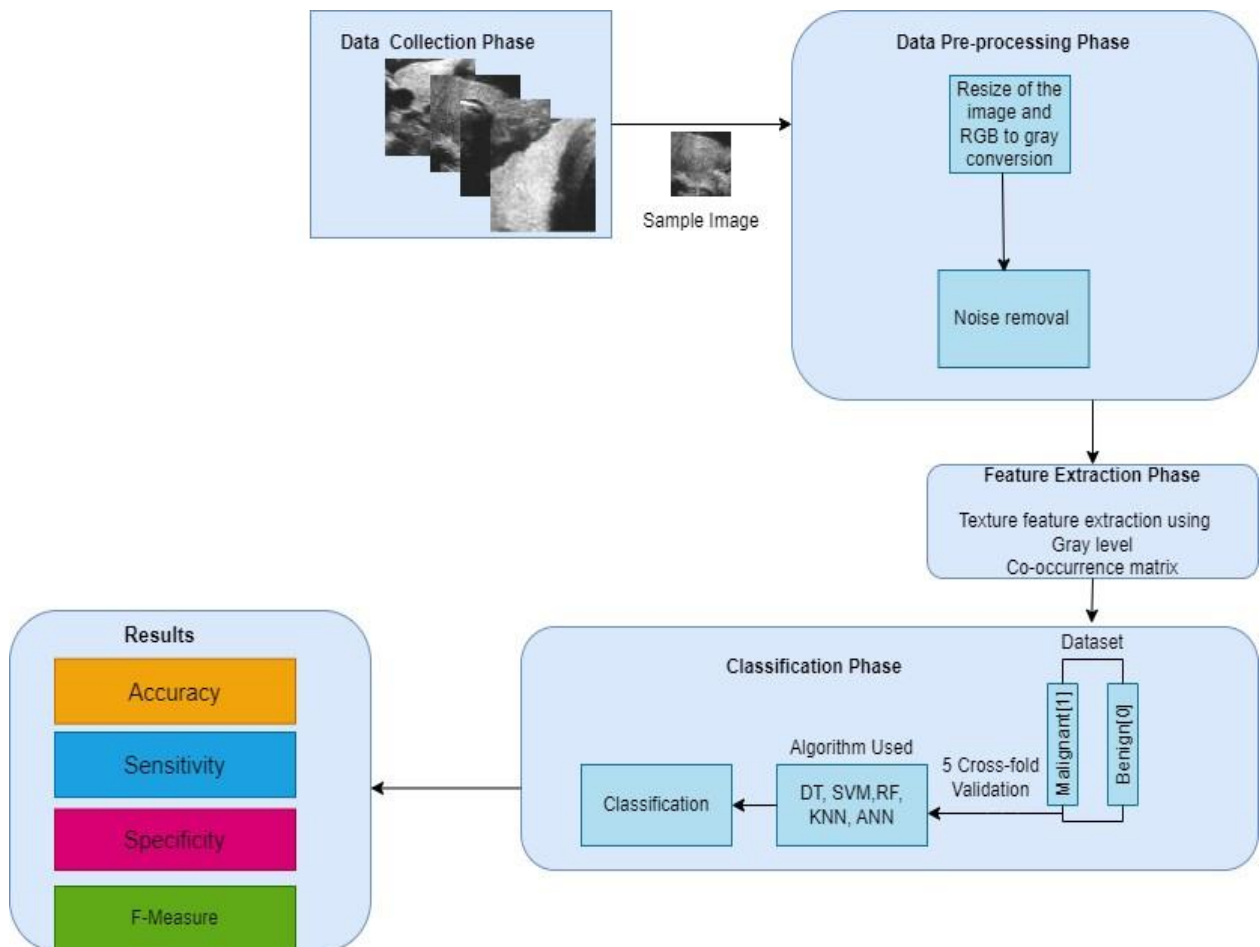 Data Collection Phase
Sample Image
Data Pre-processing Phase
Resize of the
image and
RGB to gray
conversion
Noise removal
Feature Extraction Phase
Texture feature extraction using
Gray level
Co-occurrence matrix
Classification Phase
Dataset
Malignant[1]
Benign[0]
5 Cross-fold
Validation
Algorithm Used
DT, SVM,RF,
KNN, ANN
Classification
Results
Accuracy
Sensitivity
Specificity
F-Measure